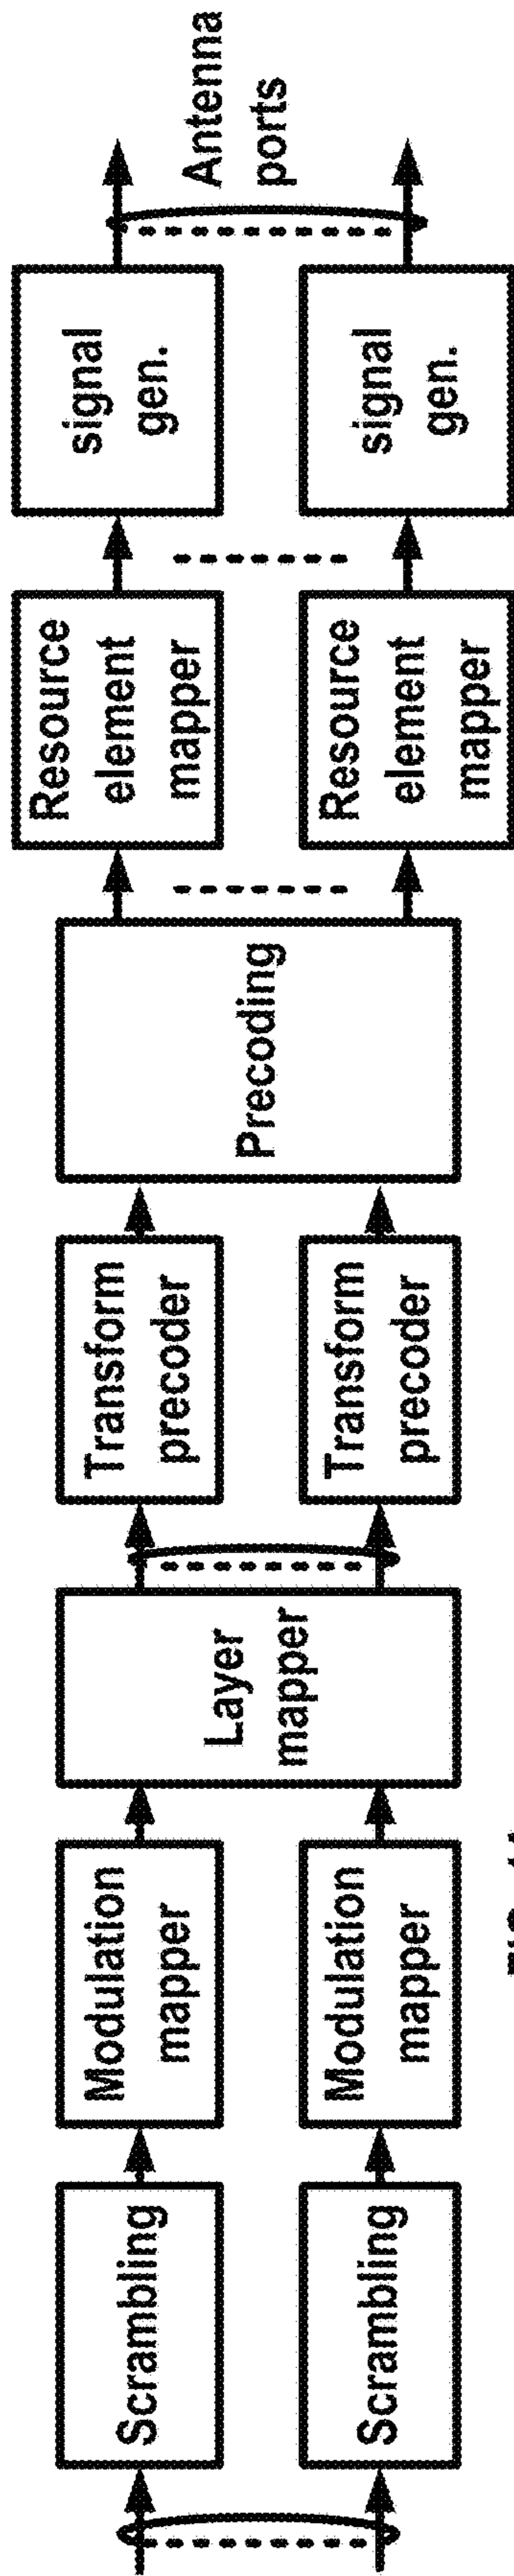 Scrambling
Scrambling
Modulation
mapper
Modulation
mapper
Layer
mapper
Transform
precoder
Transform
precoder
Precoding
Resource
element
mapper
Resource
element
mapper
signal
gen.
signal
gen.
Antenna
ports